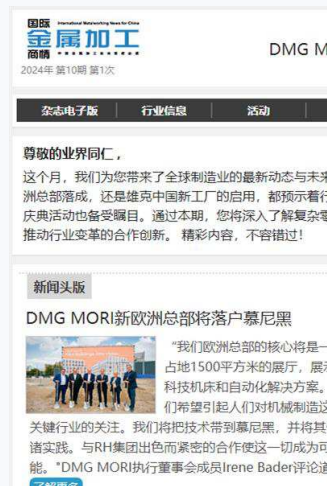 国际
International Metalworking News for China
金属加工
商情
2024年 第10期 第1次
DMG M
杂志电子版
行业信息
活动
尊敬的业界同仁，
这个月，我们为您带来了全球制造业的最新动态与未来
洲总部落成，还是雄克中国新工厂的启用，都预示着行
庆典活动也备受瞩目。通过本期，您将深入了解复杂零
推动行业变革的合作创新。 精彩内容，不容错过！
新闻头版
DMG MORI新欧洲总部将落户慕尼黑
“我们欧洲总部的核心将是一
占地1500平方米的展厅，展示
科技机床和自动化解决方案。
们希望引起人们对机械制造这
关键行业的关注。我们将把技术带到慕尼黑，并将其
诸实践。与RH集团出色而紧密的合作使这一切成为可
能。"DMG MORI执行董事会成员Irene Bader评论道
了解更多